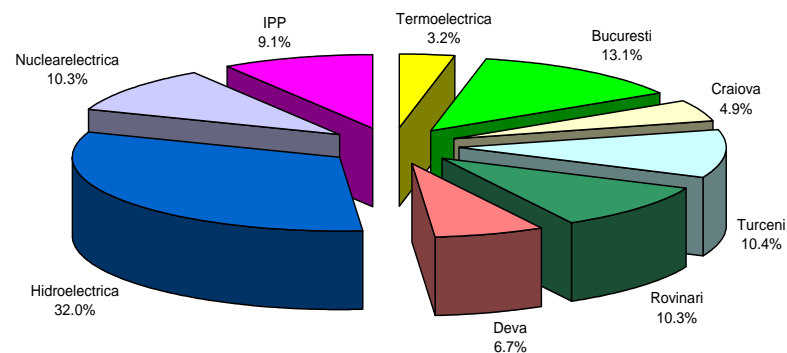 IPP
9.1%
Termoelectrica
3.2%
Bucuresti
13.1%
Craiova
4.9%
Turceni
10.4%
Rovinari
10.3%
Deva
6.7%
Hidroelectrica
32.0%
Nuclearelectrica
10.3%